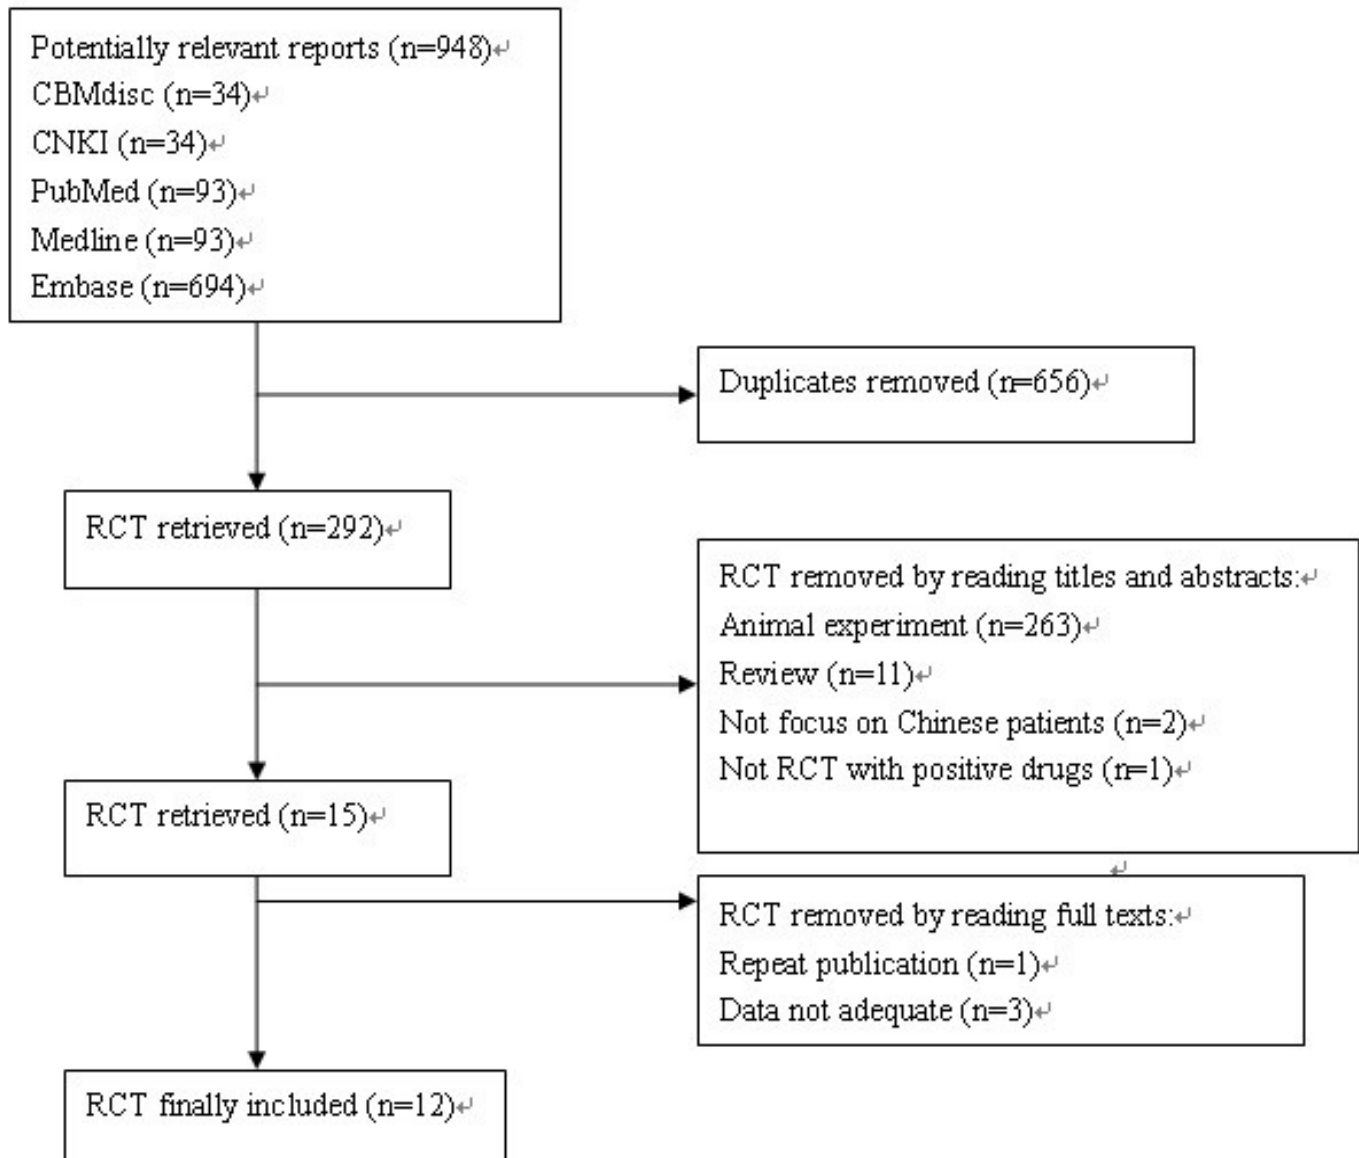 Potentially relevant reports (n=948)↵
CBMdisc (n=34)↵
CNKI (n=34)↵
PubMed (n=93)↵
Medline (n=93)↵
Embase (n=694)↵
Duplicates removed (n=656)↵
RCT retrieved (n=292)↵
RCT removed by reading titles and abstracts:↵
Animal experiment (n=263)↵
Review (n=11)↵
Not focus on Chinese patients (n=2)↵
Not RCT with positive drugs (n=1)↵
↵
RCT retrieved (n=15)↵
RCT removed by reading full texts:↵
Repeat publication (n=1)↵
Data not adequate (n=3)↵
RCT finally included (n=12)↵